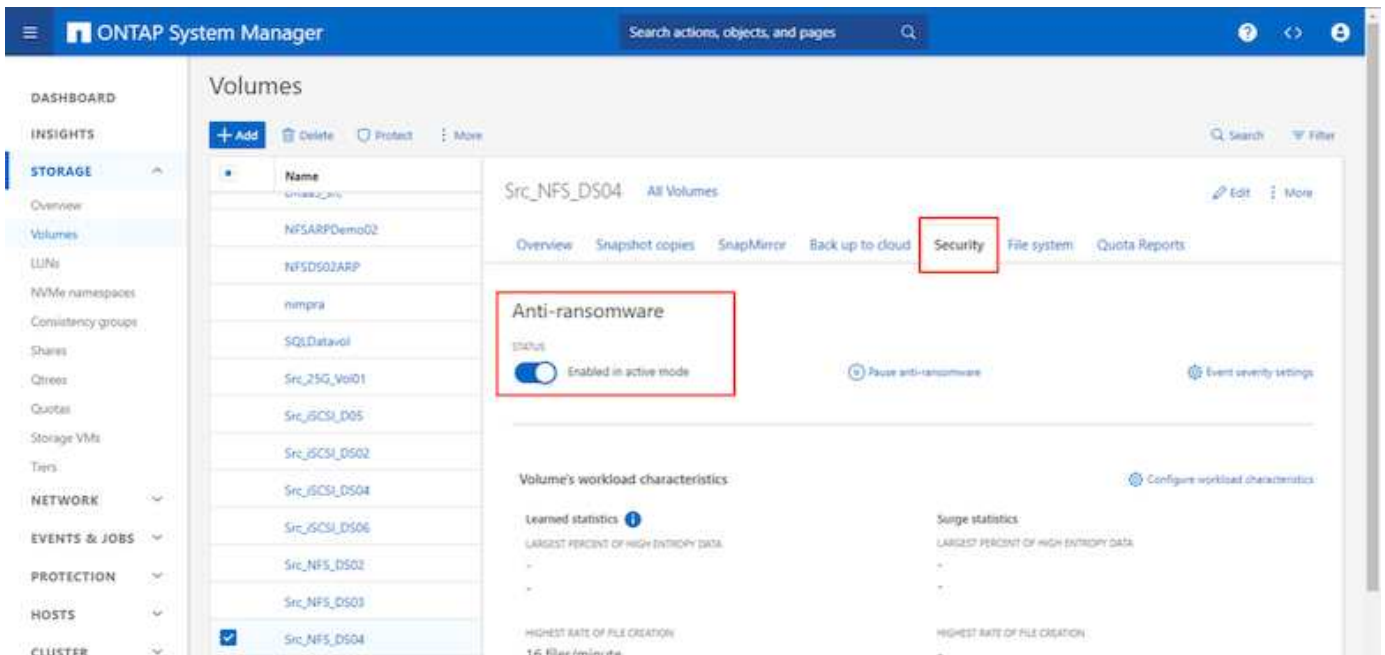 ONTAP System Manager
Search actions, objects, and pages
DASHBOARD
INSIGHTS
STORAGE
Overview
Volumes
LUNs
NVMe namespaces
Consistency groups
Shares
Qtrees
Quotas
Storage VMs
Tiers
NETWORK
EVENTS & JOBS
PROTECTION
HOSTS
CLUSTER
Volumes
+ Add Delete Protect More
Search Filter
Name
NFSARPDemo02
NFSDS02ARP
nimpra
SQLDatavol
Src_25G_Vol01
Src_iSCSI_D05
Src_iSCSI_DS02
Src_iSCSI_DS04
Src_iSCSI_DS06
Src_NFS_DS02
Src_NFS_DS03
Src_NFS_DS04
Src_NFS_DS04 All Volumes
Edit More
Overview Snapshot copies SnapMirror Back up to cloud Security File system Quota Reports
Anti-ransomware
STATUS
Enabled in active mode
Pause anti-ransomware
Event severity settings
Volume's workload characteristics
Configure workload characteristics
Learned statistics
LARGEST PERCENT OF HIGH ENTROPY DATA
-
-
HIGHEST RATE OF FILE CREATION
16 files/minute
Surge statistics
LARGEST PERCENT OF HIGH ENTROPY DATA
-
-
HIGHEST RATE OF FILE CREATION